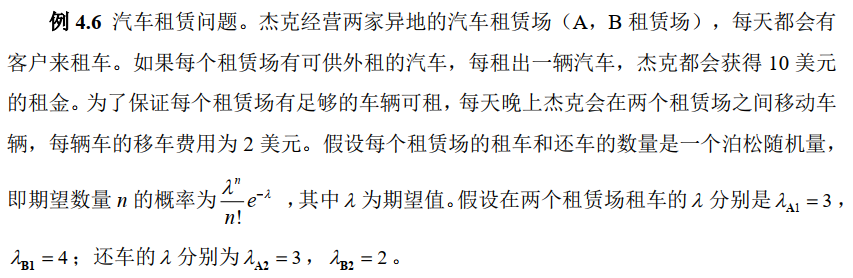 例 4.6 汽车租赁问题。杰克经营两家异地的汽车租赁场（A，B 租赁场），每天都会有
客户来租车。如果每个租赁场有可供外租的汽车，每租出一辆汽车，杰克都会获得 10 美元
的租金。为了保证每个租赁场有足够的车辆可租，每天晚上杰克会在两个租赁场之间移动车
辆，每辆车的移车费用为 2 美元。假设每个租赁场的租车和还车的数量是一个泊松随机量，
即期望数量 n 的概率为 $\frac{\lambda^n}{n!}e^{-\lambda}$ ，其中 λ 为期望值。假设在两个租赁场租车的 λ 分别是 $\lambda_{A1}=3$，
$\lambda_{B1}=4$；还车的 λ 分别为 $\lambda_{A2}=3$，$\lambda_{B2}=2$。